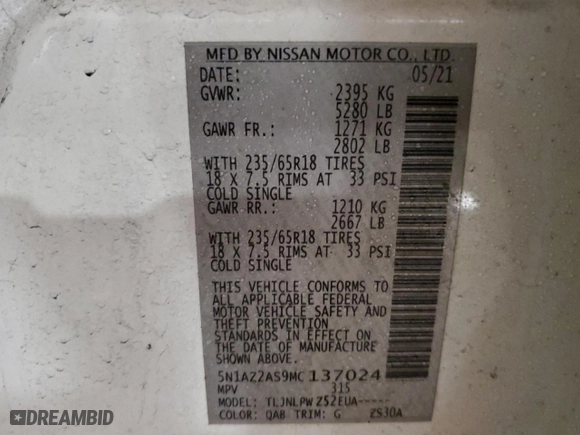 MFD BY NISSAN MOTOR CO., LTD.
DATE: 05/21
GVWR: 2395 KG
5280 LB
GAWR FR.: 1271 KG
2802 LB
WITH 235/65R18 TIRES
18 X 7.5 RIMS AT 33 PSI
COLD SINGLE
GAWR RR.: 1210 KG
2667 LB
WITH 235/65R18 TIRES
18 X 7.5 RIMS AT 33 PSI
COLD SINGLE
THIS VEHICLE CONFORMS TO
ALL APPLICABLE FEDERAL
MOTOR VEHICLE SAFETY AND
THEFT PREVENTION
STANDARDS IN EFFECT ON
THE DATE OF MANUFACTURE
SHOWN ABOVE.
5N1AZ2AS9MC 137024
MPV 315
MODEL: TLJNLPW Z52EUA-----
COLOR: QAB TRIM: G ZS30A
DREAMBID